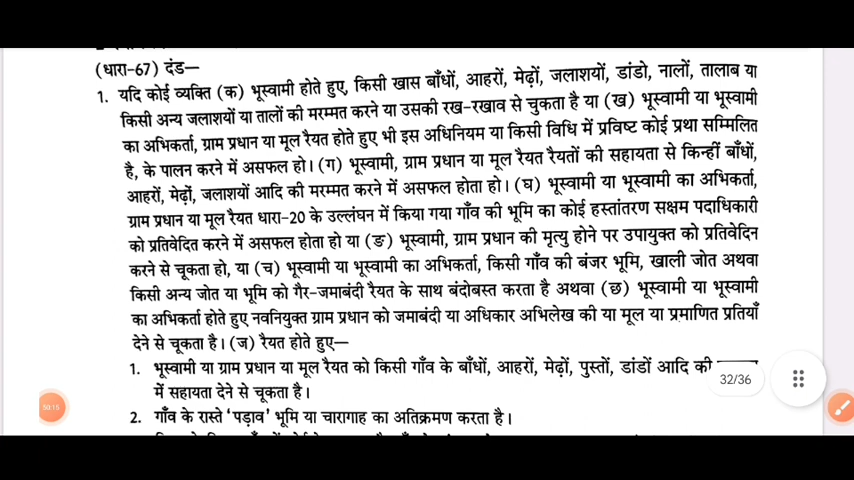 (धारा-67) दंड—
1. यदि कोई व्यक्ति (क) भूस्वामी होते हुए, किसी खास बाँधों, आहरों, मेढ़ों, जलाशयों, डांडो, नालों, तालाब या
किसी अन्य जलाशयों या तालों की मरम्मत करने या उसकी रख-रखाव से चुकता है या (ख) भूस्वामी या भूस्वामी
का अभिकर्ता, ग्राम प्रधान या मूल रैयत होते हुए भी इस अधिनियम या किसी विधि में प्रविष्ट कोई प्रथा सम्मिलित
है, के पालन करने में असफल हो। (ग) भूस्वामी, ग्राम प्रधान या मूल रैयत रैयतों की सहायता से किन्हीं बाँधों,
आहरों, मेढ़ों, जलाशयों आदि की मरम्मत करने में असफल होता हो। (घ) भूस्वामी या भूस्वामी का अभिकर्ता,
ग्राम प्रधान या मूल रैयत धारा-20 के उल्लंघन में किया गया गाँव की भूमि का कोई हस्तांतरण सक्षम पदाधिकारी
को प्रतिवेदित करने में असफल होता हो या (ङ) भूस्वामी, ग्राम प्रधान की मृत्यु होने पर उपायुक्त को प्रतिवेदिन
करने से चूकता हो, या (च) भूस्वामी या भूस्वामी का अभिकर्ता, किसी गाँव की बंजर भूमि, खाली जोत अथवा
किसी अन्य जोत या भूमि को गैर-जमाबंदी रैयत के साथ बंदोबस्त करता है अथवा (छ) भूस्वामी या भूस्वामी
का अभिकर्ता होते हुए नवनियुक्त ग्राम प्रधान को जमाबंदी या अधिकार अभिलेख की या मूल या प्रमाणित प्रतियाँ
देने से चूकता है। (ज) रैयत होते हुए—
1. भूस्वामी या ग्राम प्रधान या मूल रैयत को किसी गाँव के बाँधों, आहरों, मेढ़ों, पुस्तों, डांडों आदि की
32/36
में सहायता देने से चूकता है।
50:15
2. गाँव के रास्ते 'पड़ाव' भूमि या चारागाह का अतिक्रमण करता है।